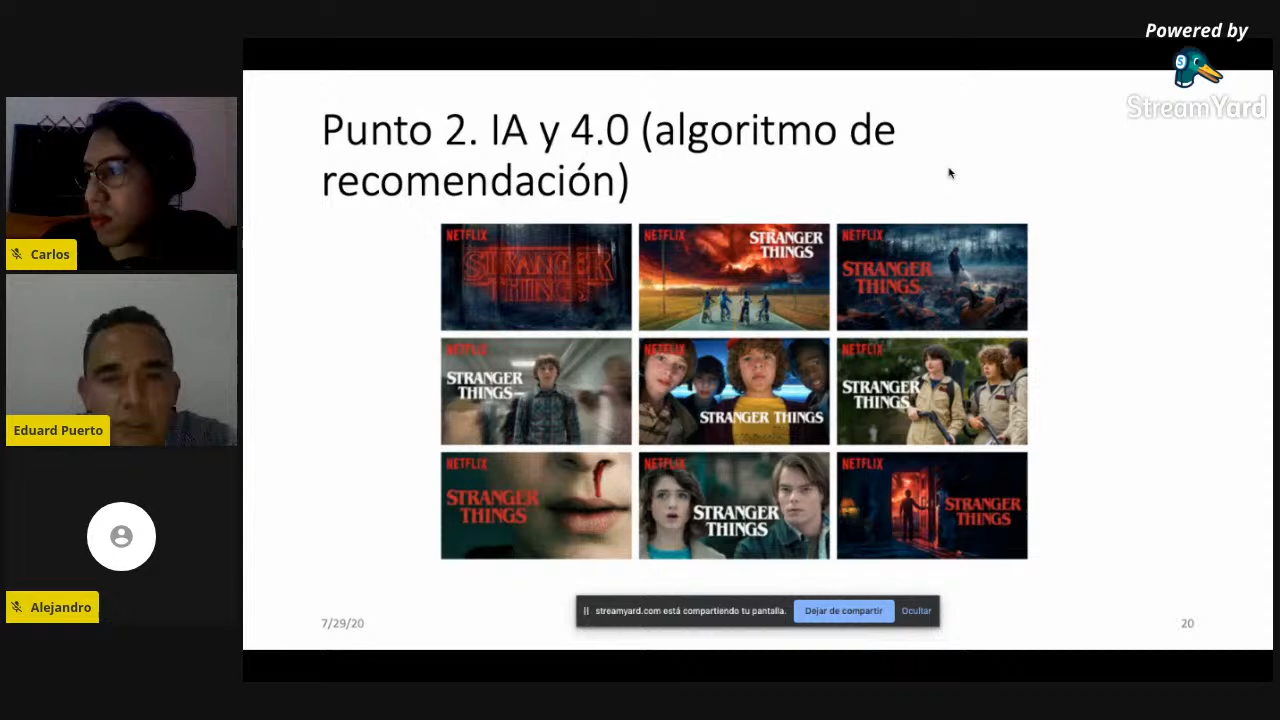 Powered by
StreamYard
Punto 2. IA y 4.0 (algoritmo de
recomendación)
Carlos
Eduard Puerto
Alejandro
NETFLIX
STRANGER
THINGS
NETFLIX
STRANGER
THINGS
NETFLIX
STRANGER
THINGS
NETFLIX
STRANGER
THINGS
NETFLIX
STRANGER THINGS
NETFLIX
STRANGER
THINGS
NETFLIX
STRANGER
THINGS
NETFLIX
STRANGER
THINGS
NETFLIX
STRANGER
THINGS
streamyard.com está compartiendo tu pantalla.
Dejar de compartir
Ocultar
7/29/20
20